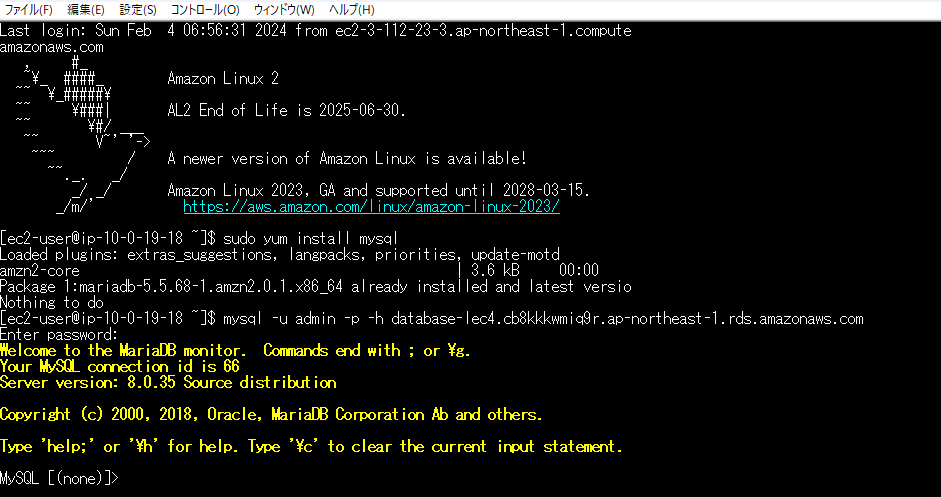 ファイル(F) 編集(E) 設定(S) コントロール(O) ウィンドウ(W) ヘルプ(H)
Last login: Sun Feb  4 06:56:31 2024 from ec2-3-112-23-3.ap-northeast-1.compute
amazonaws.com
   ,     #_
   ~¥_  ####_        Amazon Linux 2
  ~~  ¥_#####¥
  ~~     ¥###|       AL2 End of Life is 2025-06-30.
  ~~       ¥#/ ___
   ~~       V~' '->
    ~~~         /    A newer version of Amazon Linux is available!
      ~~._.   _/
         _/ _/       Amazon Linux 2023, GA and supported until 2028-03-15.
       _/m/'           https://aws.amazon.com/linux/amazon-linux-2023/
[ec2-user@ip-10-0-19-18 ~]$ sudo yum install mysql
Loaded plugins: extras_suggestions, langpacks, priorities, update-motd
amzn2-core                                               | 3.6 kB     00:00
Package 1:mariadb-5.5.68-1.amzn2.0.1.x86_64 already installed and latest versio
Nothing to do
[ec2-user@ip-10-0-19-18 ~]$ mysql -u admin -p -h database-lec4.cb8kkkwmiq9r.ap-northeast-1.rds.amazonaws.com
Enter password:
Welcome to the MariaDB monitor.  Commands end with ; or ¥g.
Your MySQL connection id is 66
Server version: 8.0.35 Source distribution
Copyright (c) 2000, 2018, Oracle, MariaDB Corporation Ab and others.
Type 'help;' or '¥h' for help. Type '¥c' to clear the current input statement.
MySQL [(none)]>